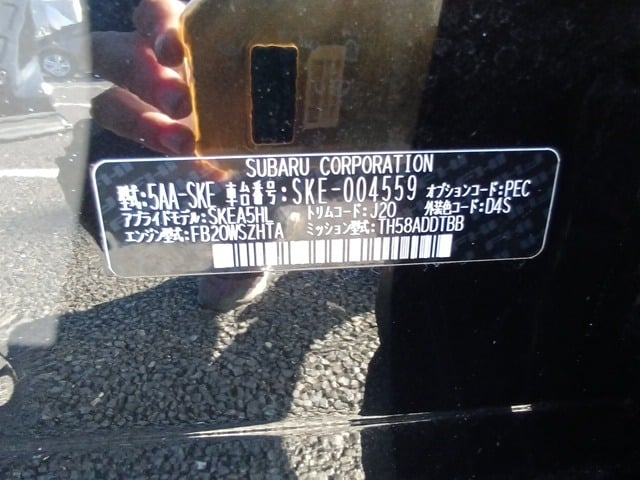 SUBARU CORPORATION
型式:5AA-SKE 車台番号:SKE-004559 オプションコード:PEC
アプライドモデル:SKEA5HL トリムコード:J20 外装色コード:D4S
エンジン型式:FB20WSZHTA ミッション型式:TH58ADDTBB